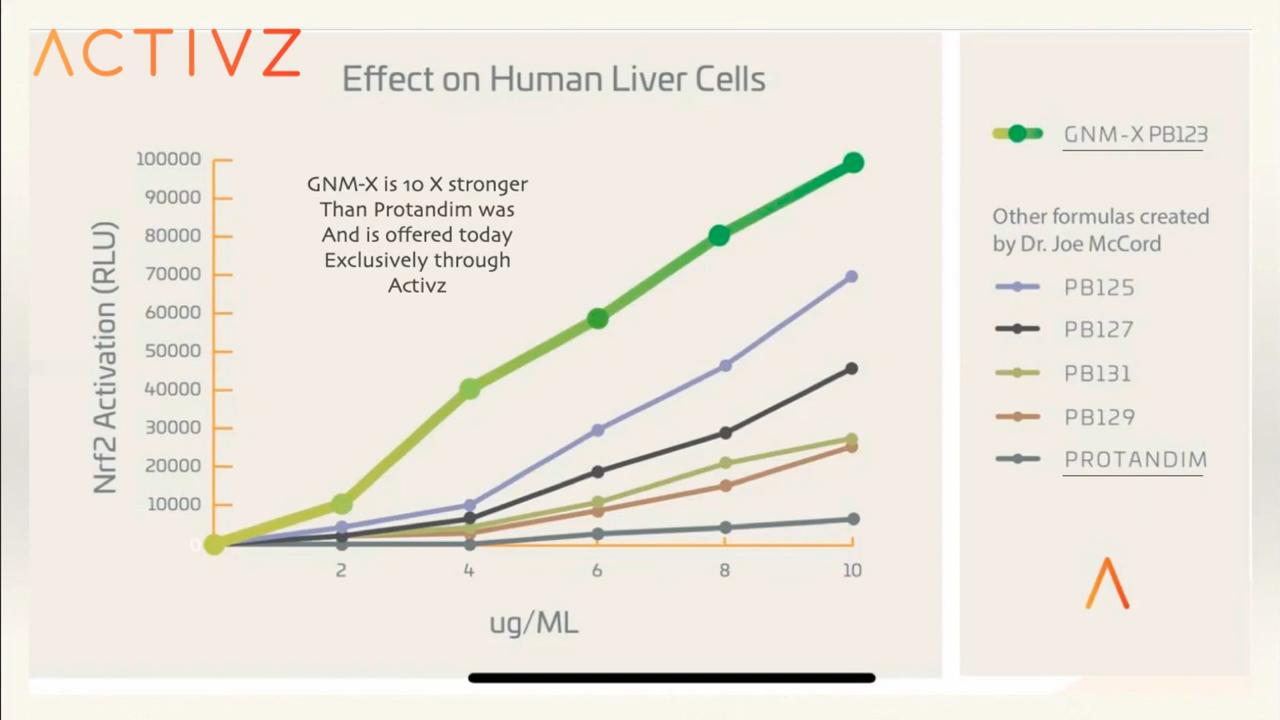 ACTIVZ
Effect on Human Liver Cells
GNM-X is 10 X stronger
Than Protandim was
And is offered today
Exclusively through
Activz
Nrf2 Activation (RLU)
100000
90000
80000
70000
60000
50000
40000
30000
20000
10000
0
2 4 6 8 10
ug/ML
GNM-X PB123
Other formulas created
by Dr. Joe McCord
PB125
PB127
PB131
PB129
PROTANDIM